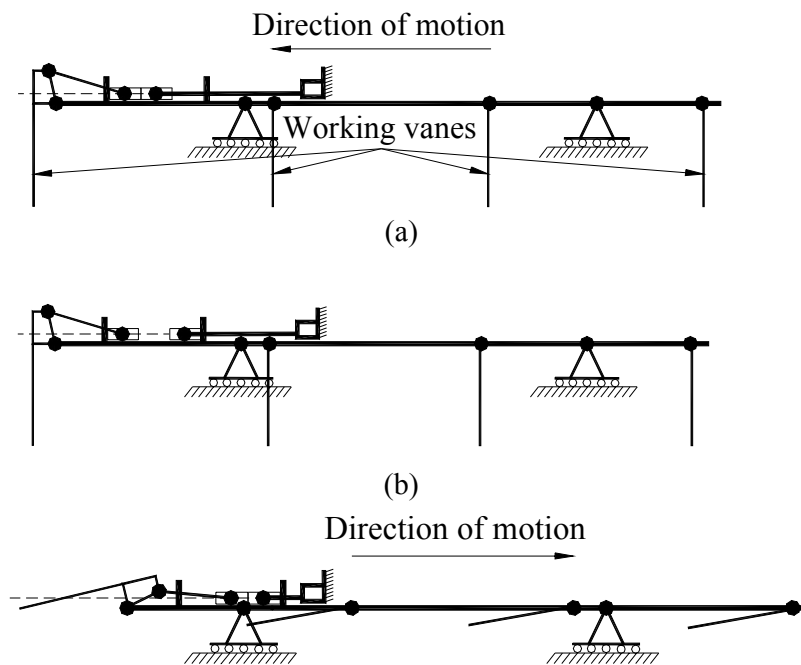 Direction of motion
Working vanes
(a)
(b)
Direction of motion